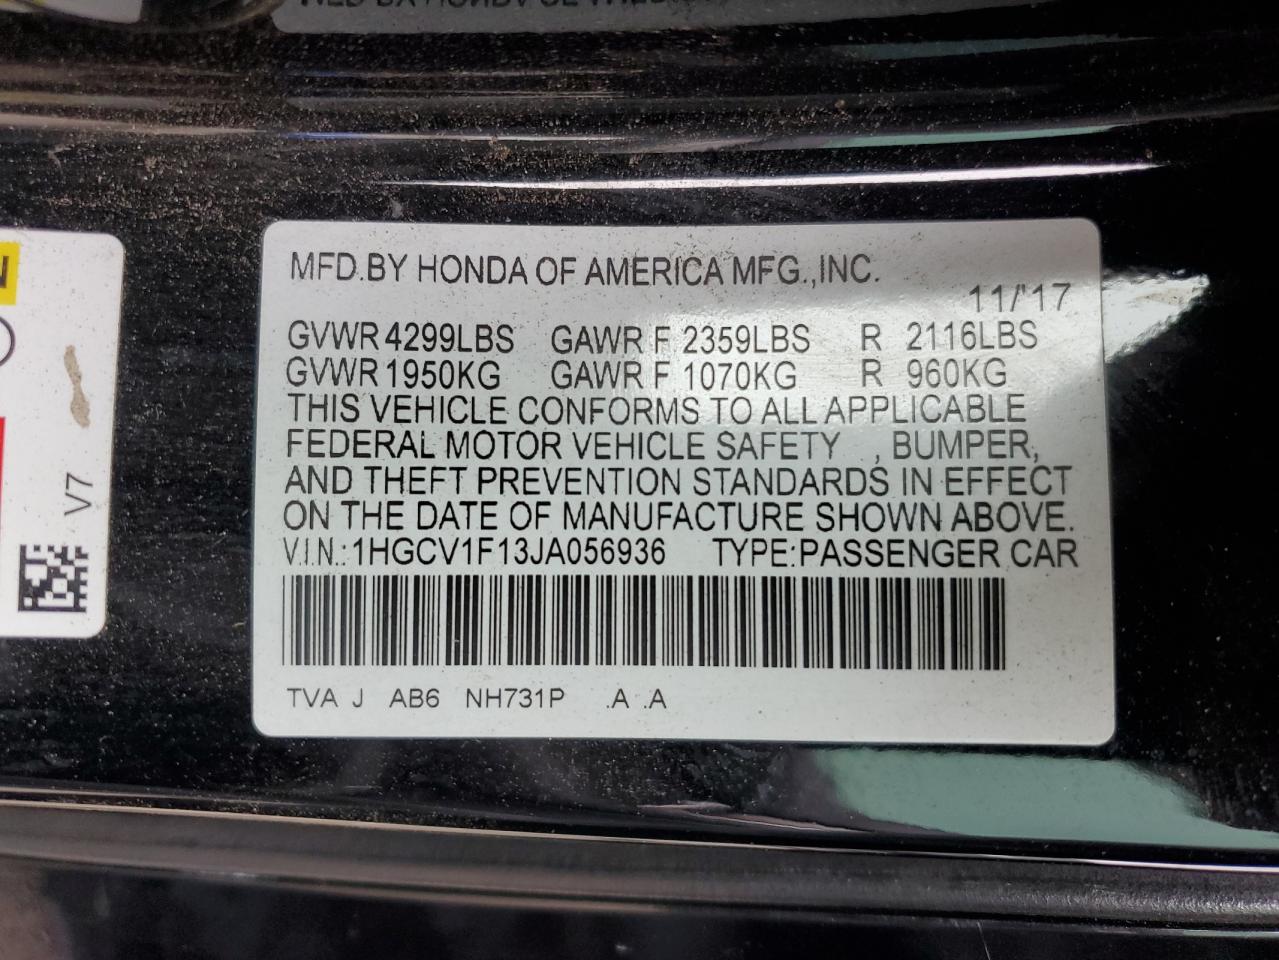 MFD.BY HONDA OF AMERICA MFG.,INC.
11/'17
GVWR 4299LBS GAWR F 2359LBS R 2116LBS
GVWR 1950KG GAWR F 1070KG R 960KG
THIS VEHICLE CONFORMS TO ALL APPLICABLE
FEDERAL MOTOR VEHICLE SAFETY , BUMPER,
AND THEFT PREVENTION STANDARDS IN EFFECT
ON THE DATE OF MANUFACTURE SHOWN ABOVE.
V.I.N.:1HGCV1F13JA056936 TYPE:PASSENGER CAR
TVA J AB6 NH731P .A .A
V7